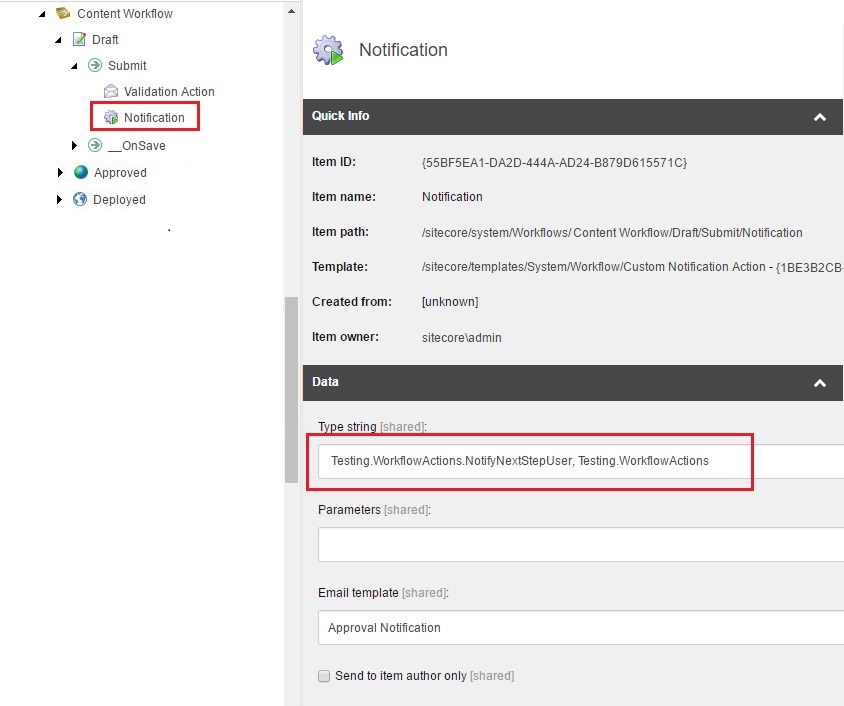 Content Workflow
Draft
Submit
Validation Action
Notification
__OnSave
Approved
Deployed
.
Notification
Quick Info
Item ID: {55BF5EA1-DA2D-444A-AD24-B879D615571C}
Item name: Notification
Item path: /sitecore/system/Workflows/ Content Workflow/Draft/Submit/Notification
Template: /sitecore/templates/System/Workflow/Custom Notification Action - {1BE3B2CB-
Created from: [unknown]
Item owner: sitecore\admin
Data
Type string [shared]:
Testing.WorkflowActions.NotifyNextStepUser, Testing.WorkflowActions
Parameters [shared]:
Email template [shared]:
Approval Notification
Send to item author only [shared]